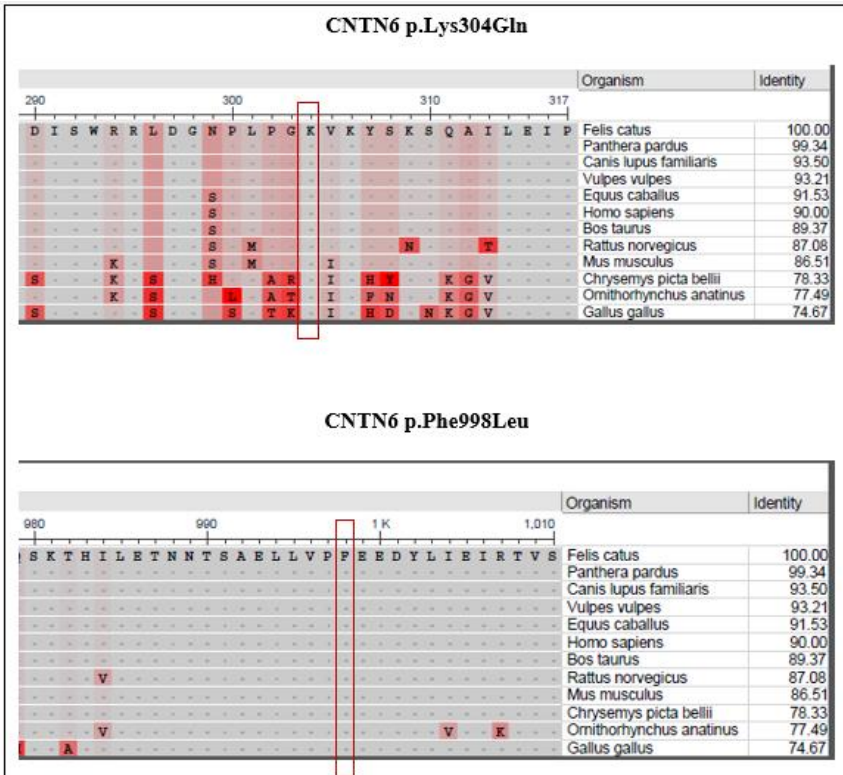 CNTN6 p.Lys304Gln
Organism Identity
290 300 310 317
D I S W R R L D G N P L P G K V K Y S K S Q A I L E I P Felis catus 100.00
Panthera pardus 99.34
Canis lupus familiaris 93.50
Vulpes vulpes 93.21
S Equus caballus 91.53
S Homo sapiens 90.00
S Bos taurus 89.37
S M N T Rattus norvegicus 87.08
K S M I Mus musculus 86.51
S K S H A R I H Y K G V Chrysemys picta bellii 78.33
K S L A T I F N K G V Ornithorhynchus anatinus 77.49
S S S T K I H D N K G V Gallus gallus 74.67
CNTN6 p.Phe998Leu
Organism Identity
980 990 1 K 1,010
S K T H I L E T N N T S A E L L V P F E E D Y L I E I R T V S Felis catus 100.00
Panthera pardus 99.34
Canis lupus familiaris 93.50
Vulpes vulpes 93.21
Equus caballus 91.53
Homo sapiens 90.00
Bos taurus 89.37
V Rattus norvegicus 87.08
Mus musculus 86.51
Chrysemys picta bellii 78.33
V V K Ornithorhynchus anatinus 77.49
A Gallus gallus 74.67